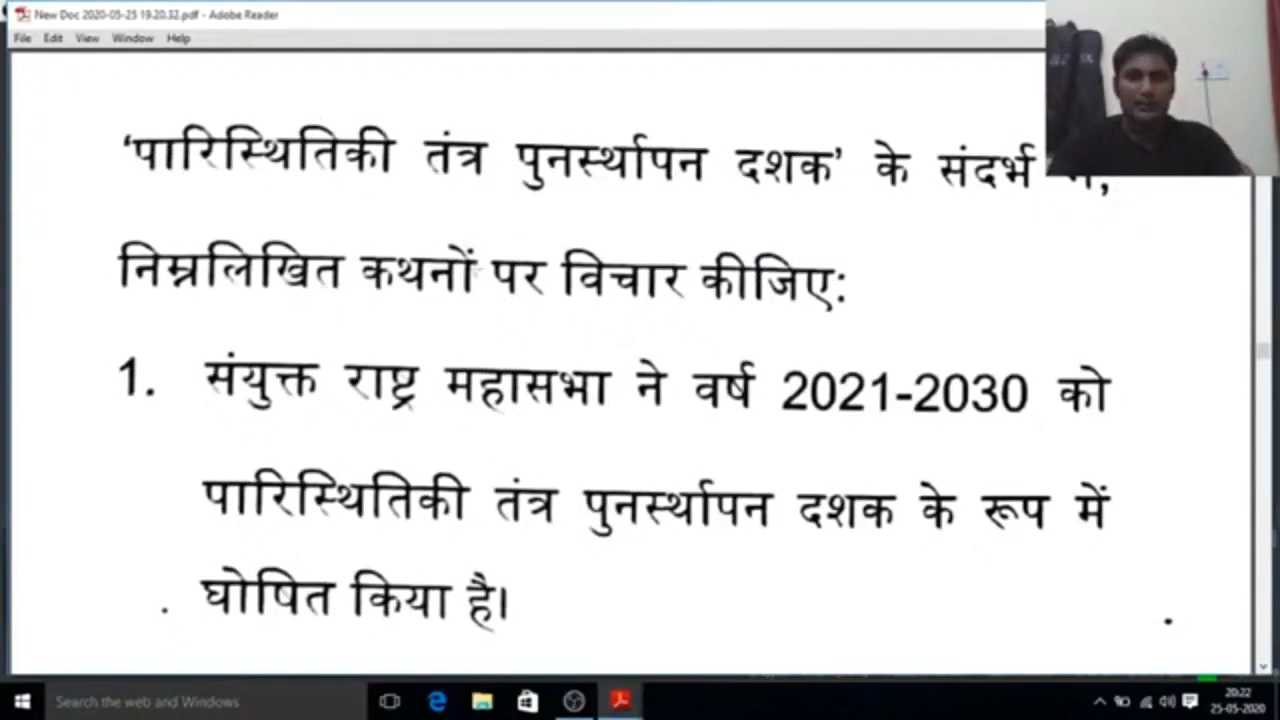 New Doc 2020-05-25 19.20.32.pdf - Adobe Reader
File Edit View Window Help
‘पारिस्थितिकी तंत्र पुनर्स्थापन दशक’ के संदर्भ में,
निम्नलिखित कथनों पर विचार कीजिए:
1. संयुक्त राष्ट्र महासभा ने वर्ष 2021-2030 को
पारिस्थितिकी तंत्र पुनर्स्थापन दशक के रूप में
घोषित किया है।
Search the web and Windows
20:22
25-05-2020